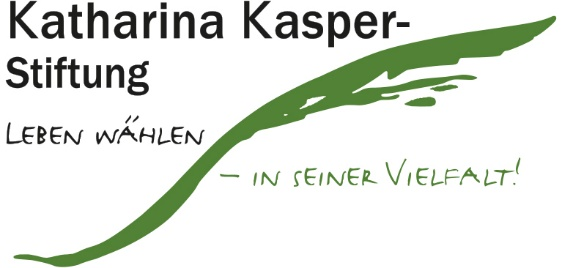 Katharina Kasper-
Stiftung
LEBEN WÄHLEN
– IN SEINER VIELFALT!